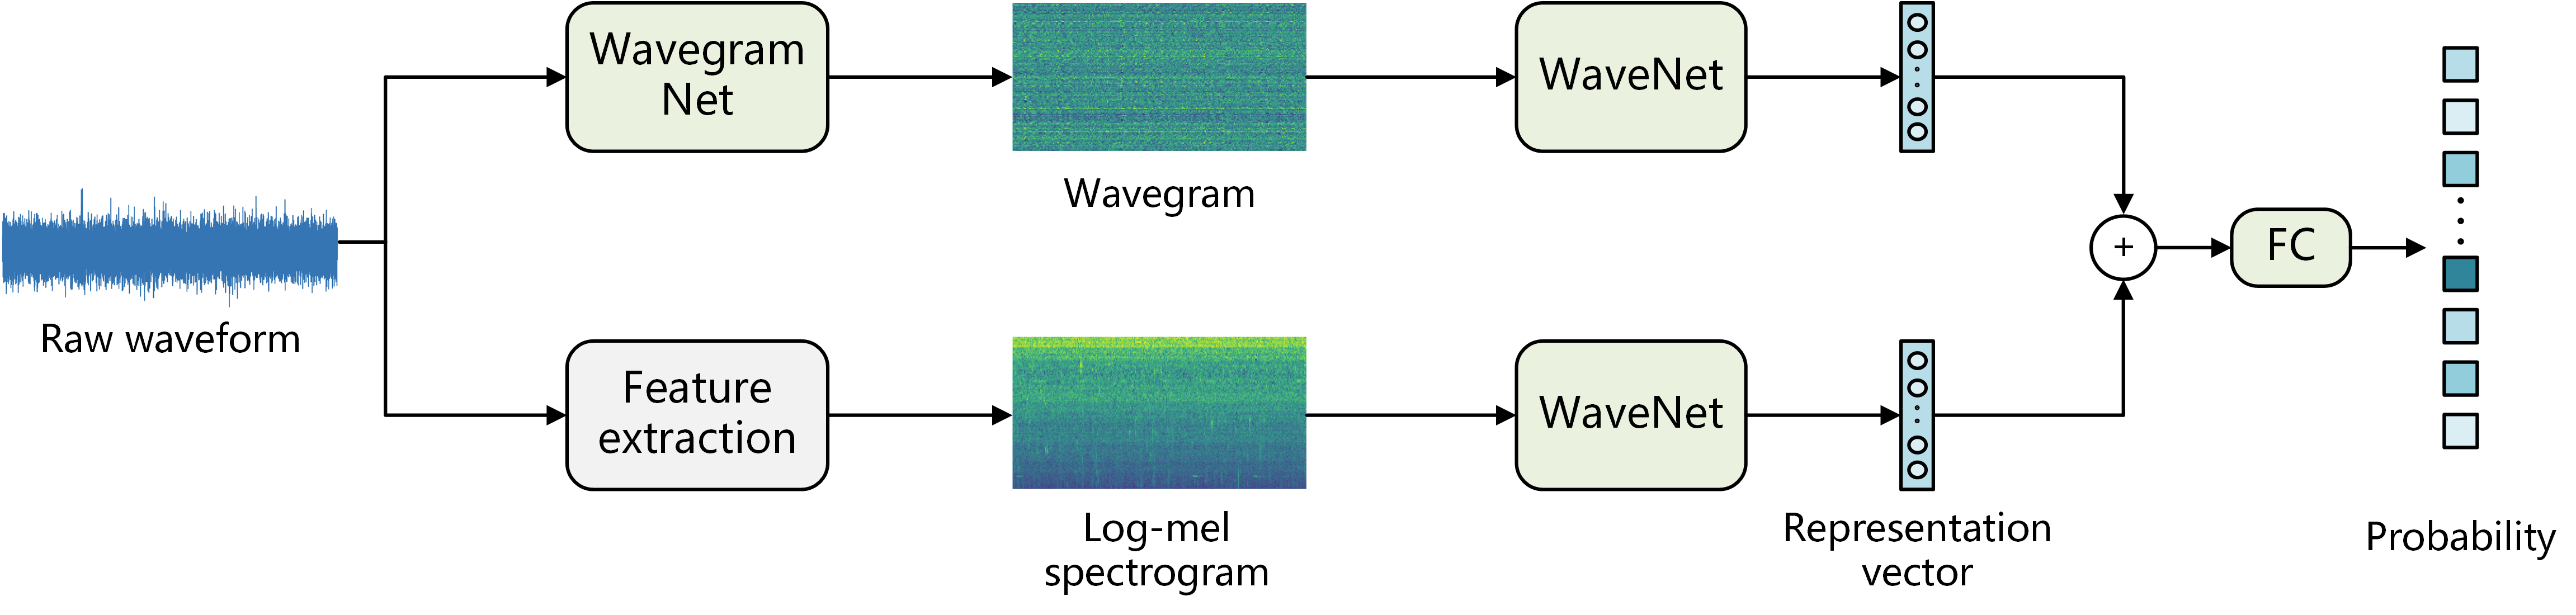 Wavegram
Net
Wavegram
WaveNet
Raw waveform
Feature
extraction
Log-mel
spectrogram
WaveNet
Representation
vector
+
FC
Probability